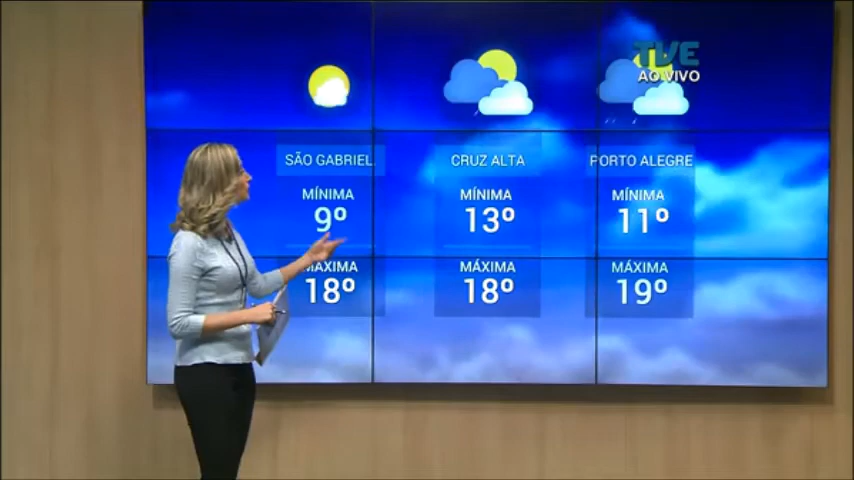 TVE
AO VIVO
SÃO GABRIEL
CRUZ ALTA
PORTO ALEGRE
MÍNIMA
MÍNIMA
MÍNIMA
9º
13º
11º
MÁXIMA
MÁXIMA
MÁXIMA
18º
18º
19º